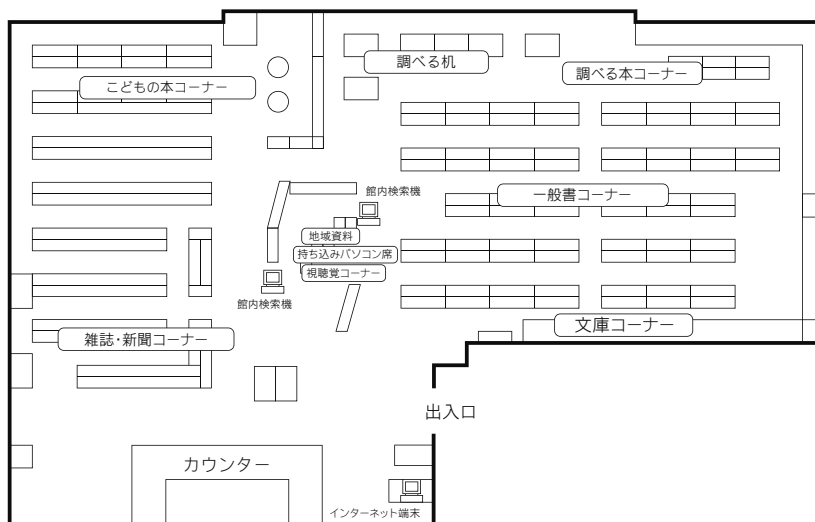 調べる机
調べる本コーナー
こどもの本コーナー
館内検索機
一般書コーナー
地域資料
持ち込みパソコン席
視聴覚コーナー
館内検索機
文庫コーナー
雑誌・新聞コーナー
出入口
カウンター
インターネット端末